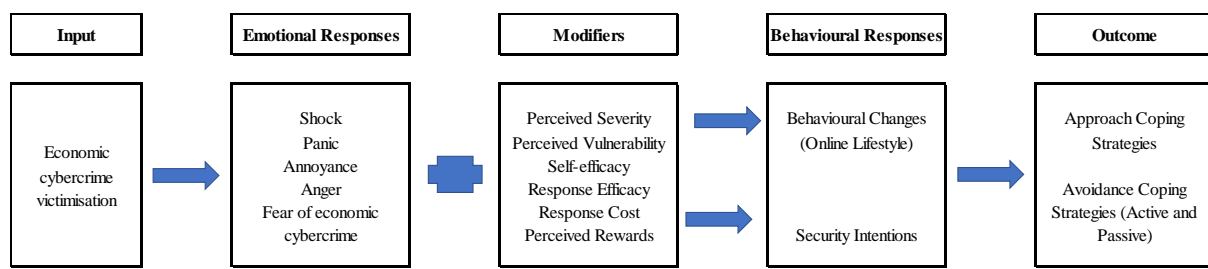 Input
Emotional Responses
Modifiers
Behavioural Responses
Outcome
Economic
cybercrime
victimisation
Shock
Panic
Annoyance
Anger
Fear of economic
cybercrime
Perceived Severity
Perceived Vulnerability
Self-efficacy
Response Efficacy
Response Cost
Perceived Rewards
Behavioural Changes
(Online Lifestyle)
Security Intentions
Approach Coping
Strategies
Avoidance Coping
Strategies (Active and
Passive)